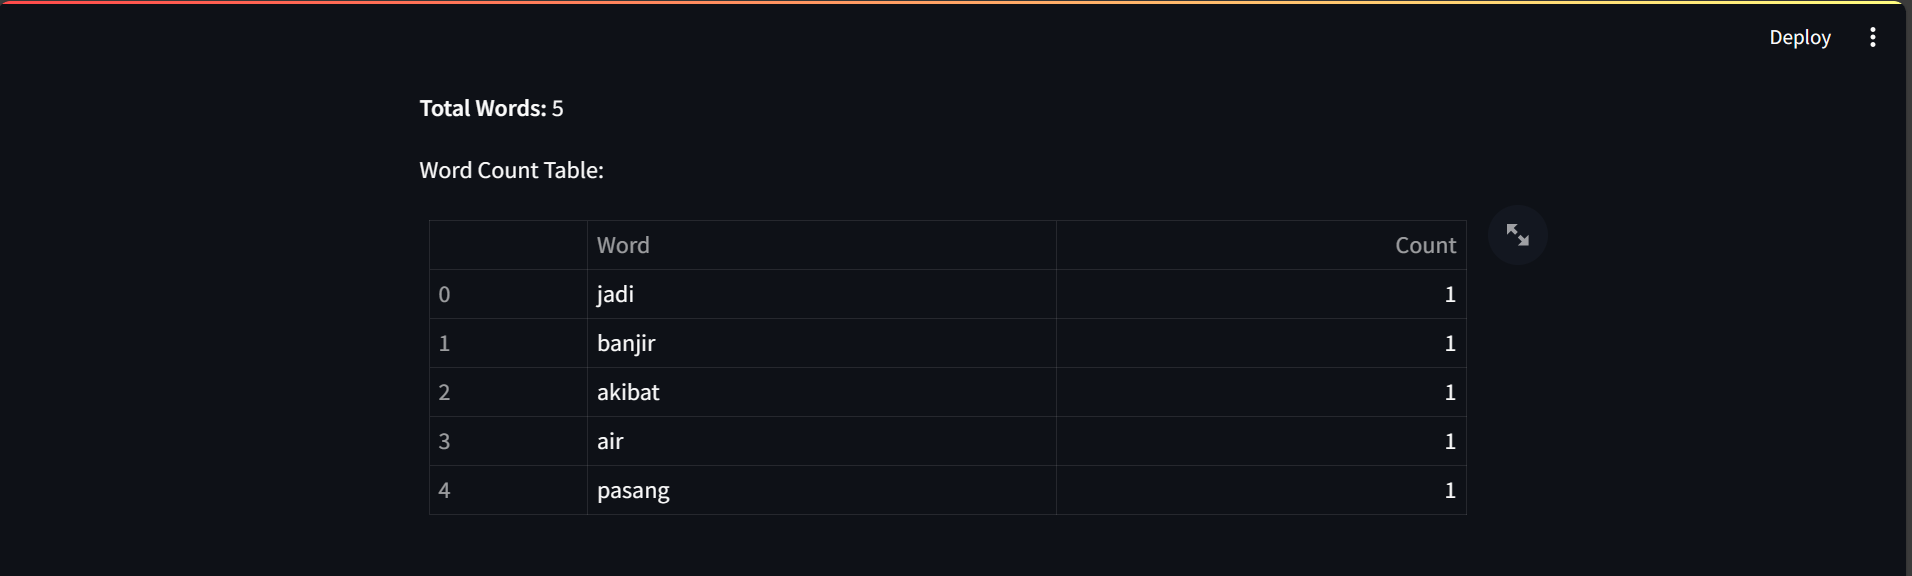 Deploy
Total Words: 5
Word Count Table:
Word Count
0 jadi 1
1 banjir 1
2 akibat 1
3 air 1
4 pasang 1